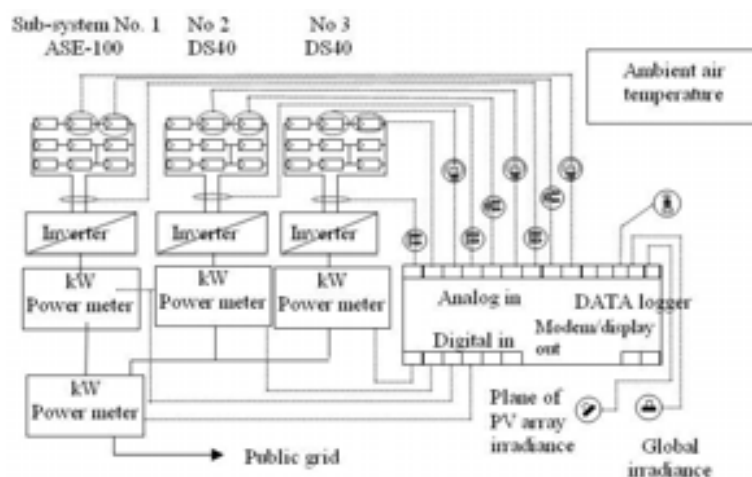 Sub-system No. 1
ASE-100
No 2
DS40
No 3
DS40
Ambient air
temperature
Inverter
Inverter
Inverter
kW
Power meter
kW
Power meter
kW
Power meter
Analog in
DATA logger
Digital in
Modem/display
out
kW
Power meter
Plane of
PV array
irradiance
Global
irradiance
Public grid